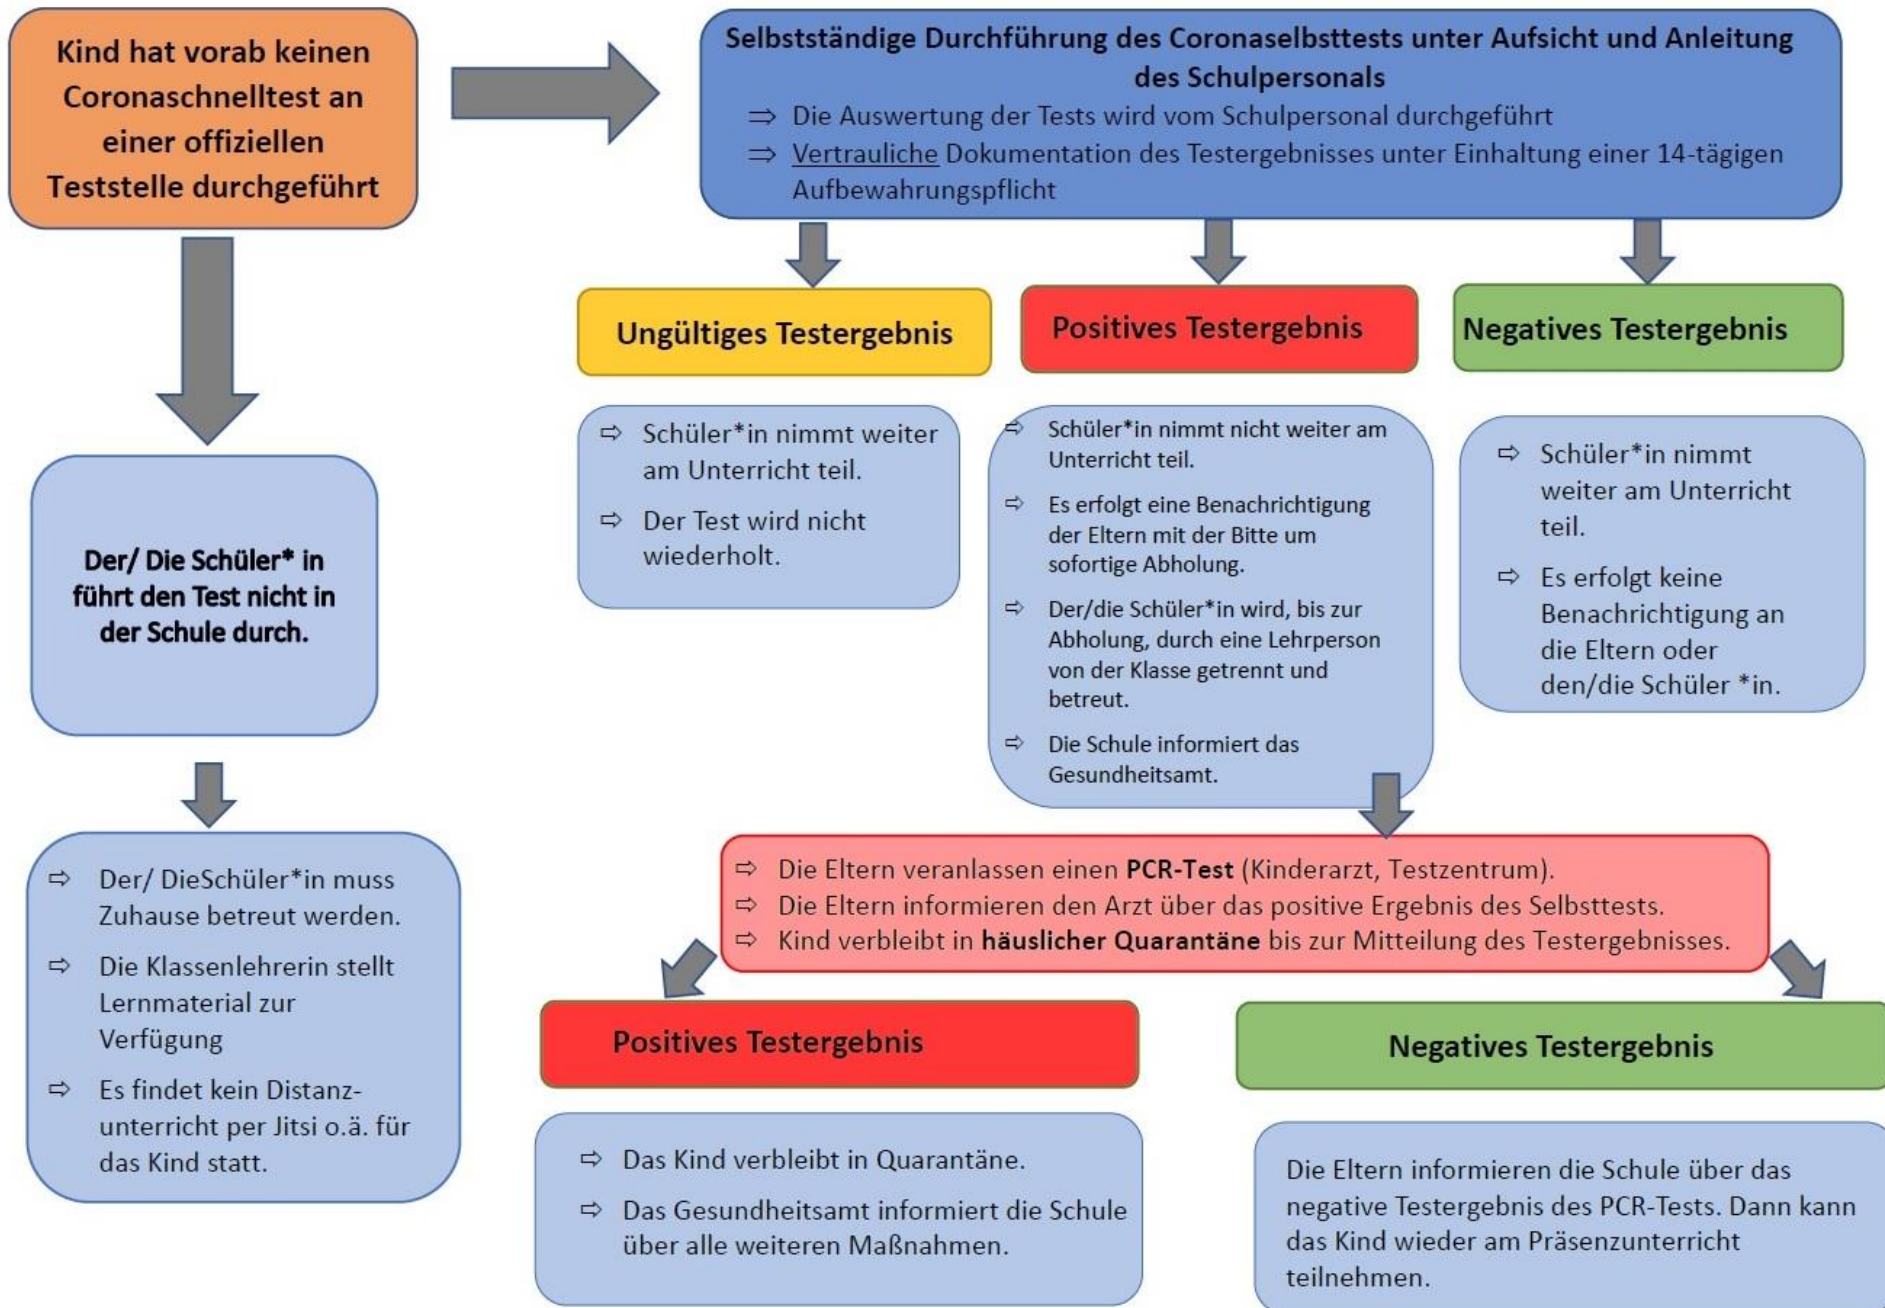 Kind hat vorab keinen
Coronaschnelltest an
einer offiziellen
Teststelle durchgeführt
Selbstständige Durchführung des Coronaselbsttests unter Aufsicht und Anleitung
des Schulpersonals
⇒ Die Auswertung der Tests wird vom Schulpersonal durchgeführt
⇒ Vertrauliche Dokumentation des Testergebnisses unter Einhaltung einer 14-tägigen
Aufbewahrungspflicht
Ungültiges Testergebnis
⇨ Schüler*in nimmt weiter
am Unterricht teil.
⇨ Der Test wird nicht
wiederholt.
Positives Testergebnis
⇨ Schüler*in nimmt nicht weiter am
Unterricht teil.
⇨ Es erfolgt eine Benachrichtigung
der Eltern mit der Bitte um
sofortige Abholung.
⇨ Der/die Schüler*in wird, bis zur
Abholung, durch eine Lehrperson
von der Klasse getrennt und
betreut.
⇨ Die Schule informiert das
Gesundheitsamt.
Negatives Testergebnis
⇨ Schüler*in nimmt
weiter am Unterricht
teil.
⇨ Es erfolgt keine
Benachrichtigung an
die Eltern oder
den/die Schüler *in.
Der/ Die Schüler* in
führt den Test nicht in
der Schule durch.
⇨ Der/ DieSchüler*in muss
Zuhause betreut werden.
⇨ Die Klassenlehrerin stellt
Lernmaterial zur
Verfügung
⇨ Es findet kein Distanz-
unterricht per Jitsi o.ä. für
das Kind statt.
⇨ Die Eltern veranlassen einen PCR-Test (Kinderarzt, Testzentrum).
⇨ Die Eltern informieren den Arzt über das positive Ergebnis des Selbsttests.
⇨ Kind verbleibt in häuslicher Quarantäne bis zur Mitteilung des Testergebnisses.
Positives Testergebnis
⇨ Das Kind verbleibt in Quarantäne.
⇨ Das Gesundheitsamt informiert die Schule
über alle weiteren Maßnahmen.
Negatives Testergebnis
Die Eltern informieren die Schule über das
negative Testergebnis des PCR-Tests. Dann kann
das Kind wieder am Präsenzunterricht
teilnehmen.